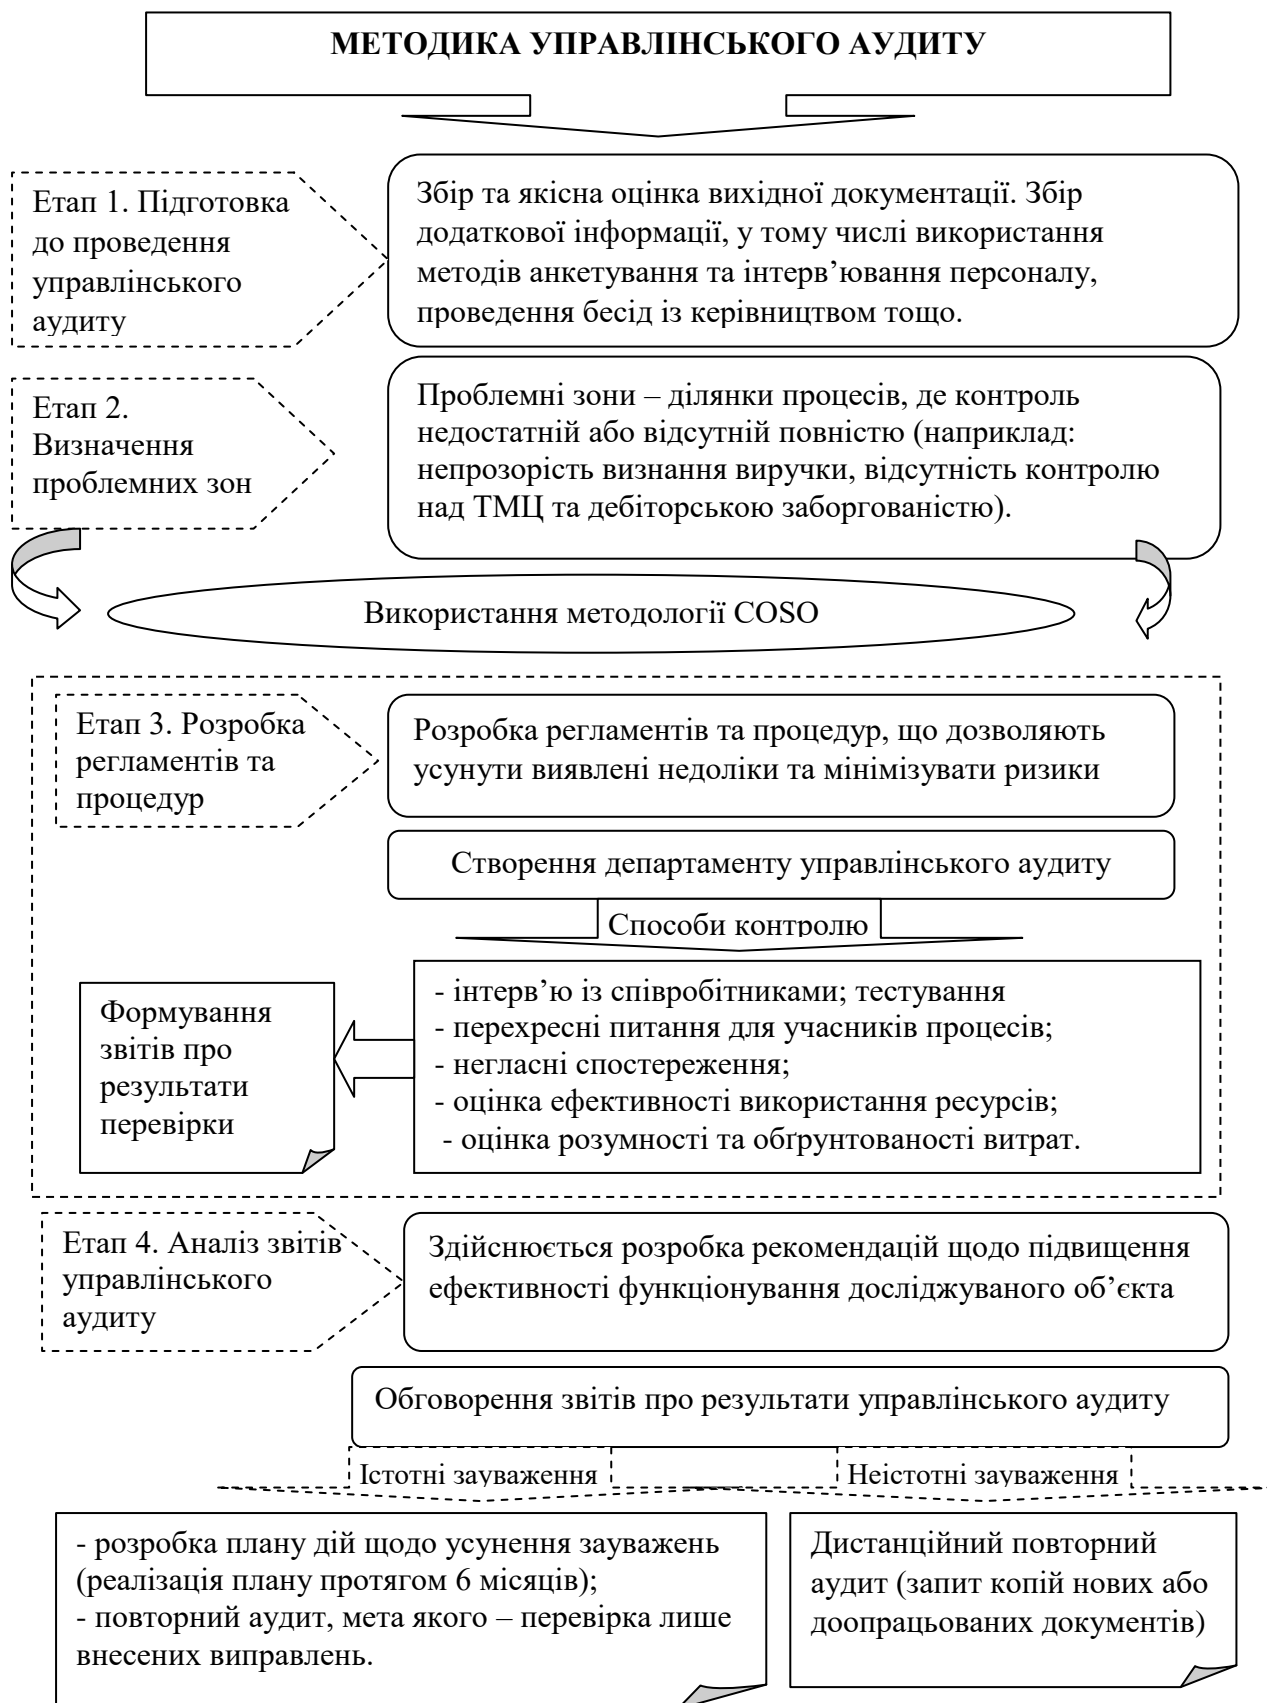 МЕТОДИКА УПРАВЛІНСЬКОГО АУДИТУ
Етап 1. Підготовка
до проведення
управлінського
аудиту
Збір та якісна оцінка вихідної документації. Збір
додаткової інформації, у тому числі використання
методів анкетування та інтерв’ювання персоналу,
проведення бесід із керівництвом тощо.
Етап 2.
Визначення
проблемних зон
Проблемні зони – ділянки процесів, де контроль
недостатній або відсутній повністю (наприклад:
непрозорість визнання виручки, відсутність контролю
над ТМЦ та дебіторською заборгованістю).
Використання методології COSO
Етап 3. Розробка
регламентів та
процедур
Розробка регламентів та процедур, що дозволяють
усунути виявлені недоліки та мінімізувати ризики
Створення департаменту управлінського аудиту
Способи контролю
Формування
звітів про
результати
перевірки
- інтерв’ю із співробітниками; тестування
- перехресні питання для учасників процесів;
- негласні спостереження;
- оцінка ефективності використання ресурсів;
- оцінка розумності та обґрунтованості витрат.
Етап 4. Аналіз звітів
управлінського
аудиту
Здійснюється розробка рекомендацій щодо підвищення
ефективності функціонування досліджуваного об’єкта
Обговорення звітів про результати управлінського аудиту
Істотні зауваження
Неістотні зауваження
- розробка плану дій щодо усунення зауважень
(реалізація плану протягом 6 місяців);
- повторний аудит, мета якого – перевірка лише
внесених виправлень.
Дистанційний повторний
аудит (запит копій нових або
доопрацьованих документів)